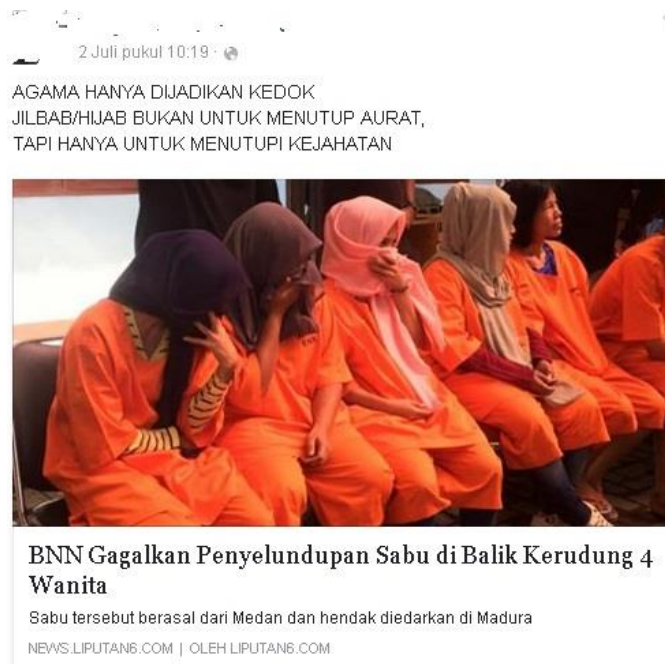 2 Juli pukul 10:19 ·
AGAMA HANYA DIJADIKAN KEDOK
JILBAB/HIJAB BUKAN UNTUK MENUTUP AURAT,
TAPI HANYA UNTUK MENUTUPI KEJAHATAN
BNN
BNN Gagalkan Penyelundupan Sabu di Balik Kerudung 4
Wanita
Sabu tersebut berasal dari Medan dan hendak diedarkan di Madura
NEWS.LIPUTAN6.COM | OLEH LIPUTAN6.COM